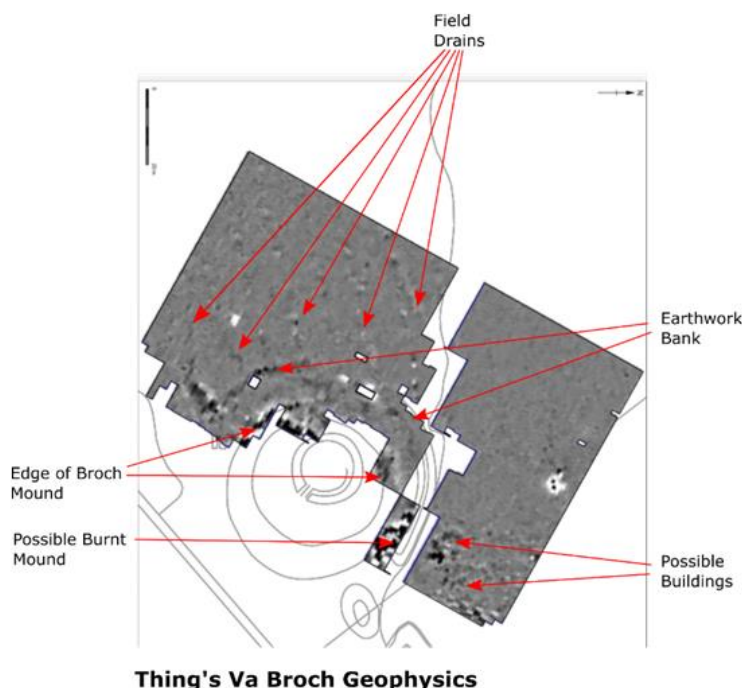 Field
Drains
Earthwork
Bank
Edge of Broch
Mound
Possible Burnt
Mound
Possible
Buildings
Thing's Va Broch Geophysics